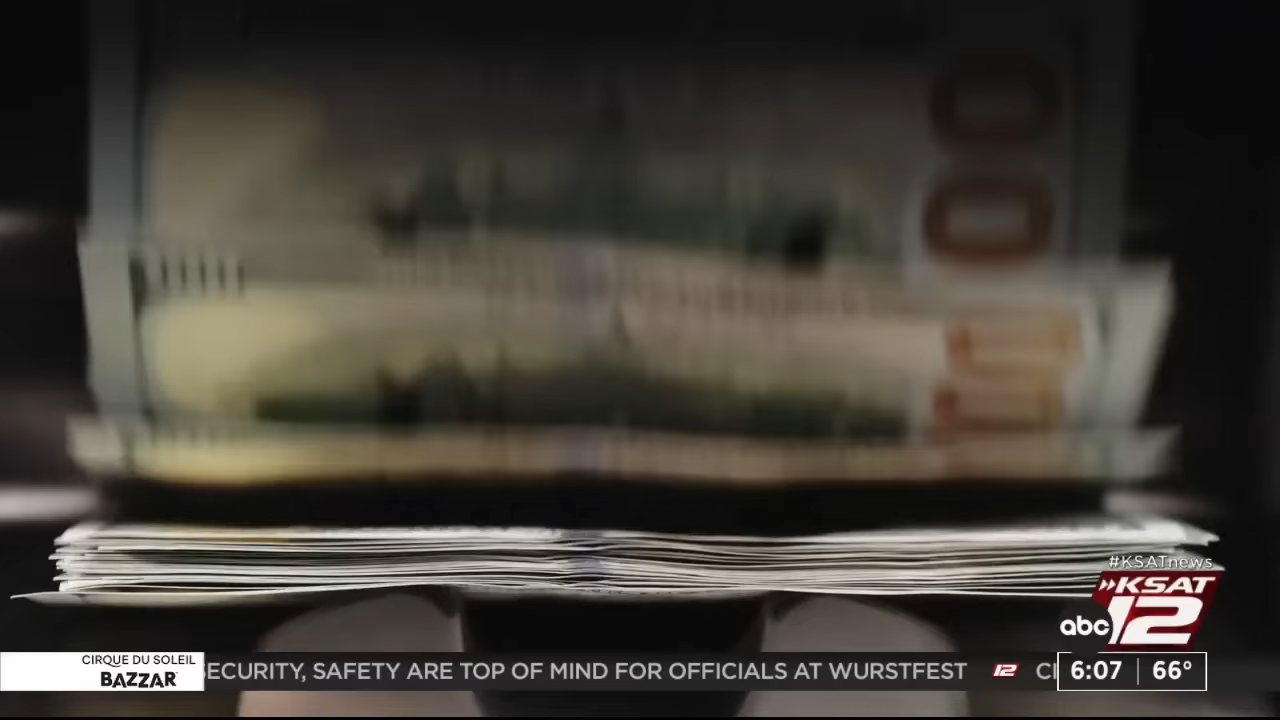 #KSATnews
KSAT
abc 12
CIRQUE DU SOLEIL
BAZZAR
ECURITY, SAFETY ARE TOP OF MIND FOR OFFICIALS AT WURSTFEST 12
6:07 66°